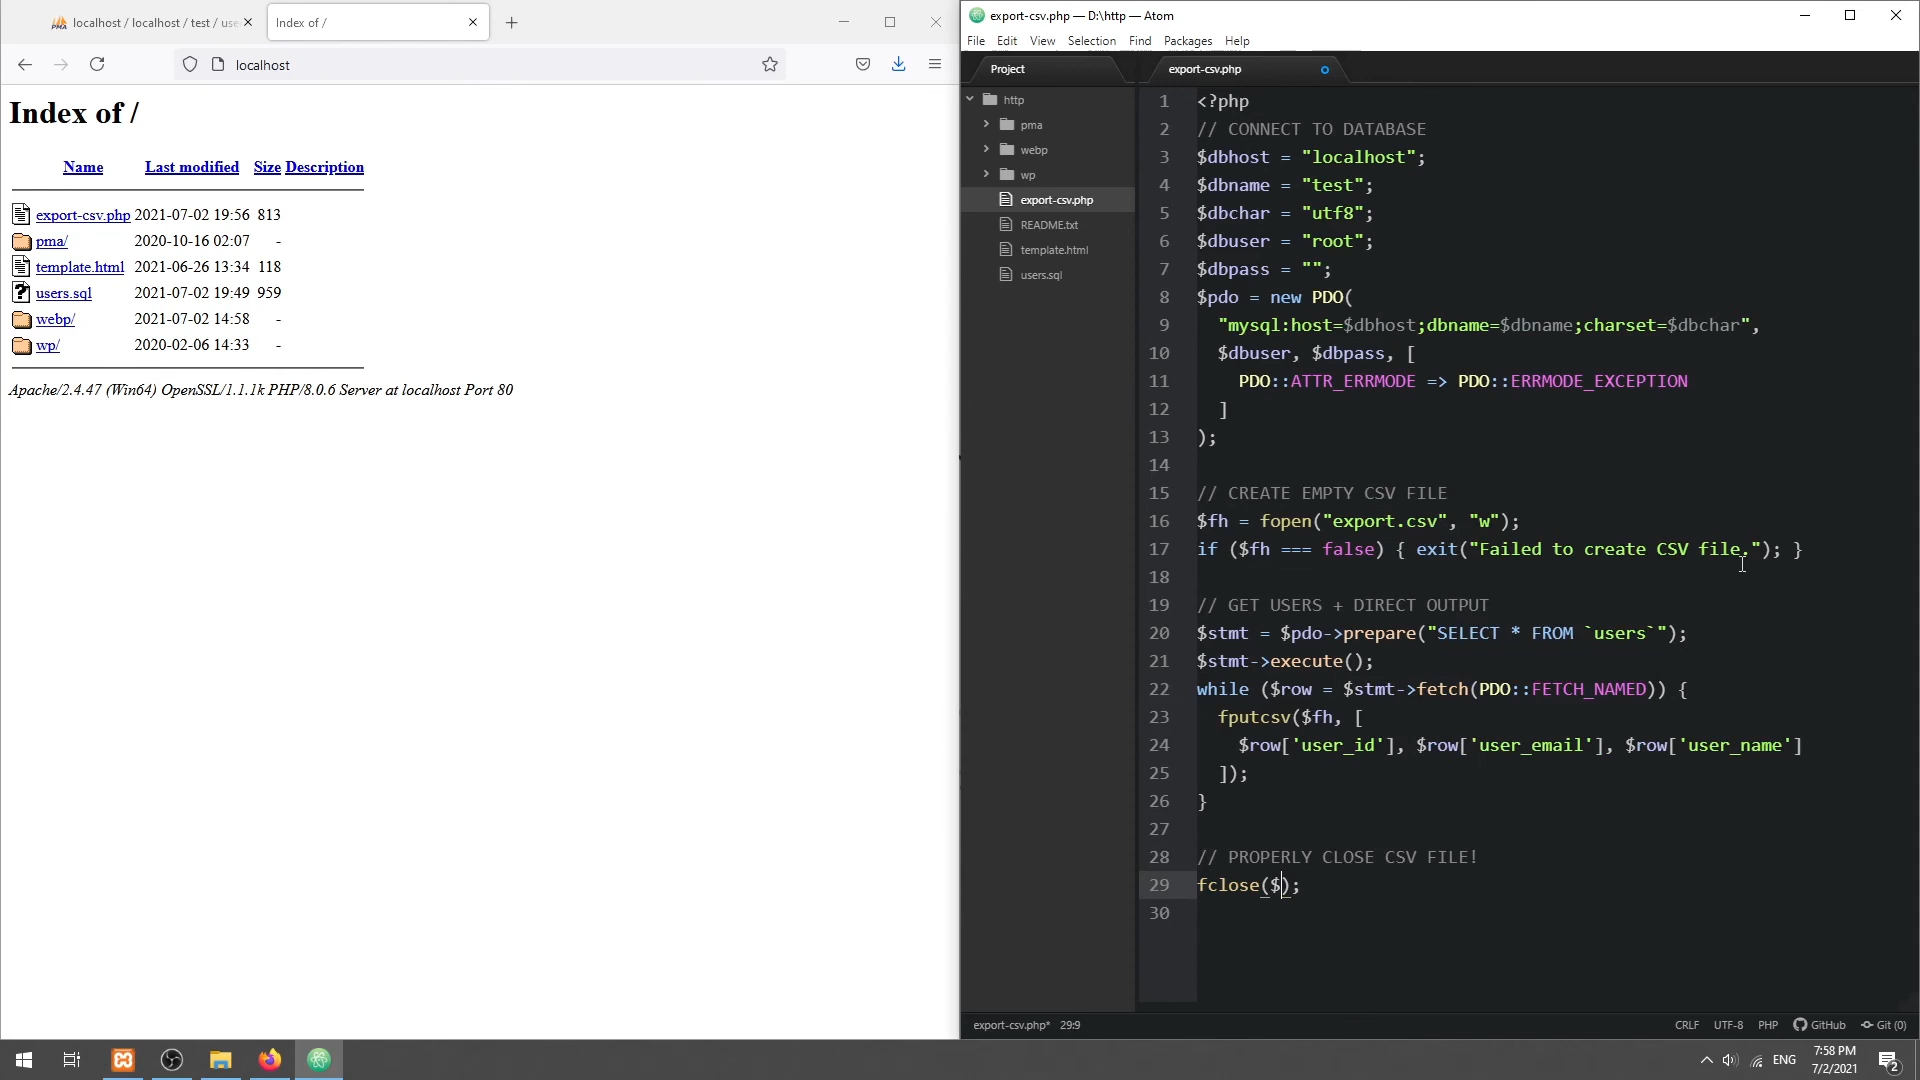 localhost / localhost / test / use
Index of /
localhost
Index of /
Name Last modified Size Description
export-csv.php 2021-07-02 19:56 813
pma/ 2020-10-16 02:07 -
template.html 2021-06-26 13:34 118
users.sql 2021-07-02 19:49 959
webp/ 2021-07-02 14:58 -
wp/ 2020-02-06 14:33 -
Apache/2.4.47 (Win64) OpenSSL/1.1.1k PHP/8.0.6 Server at localhost Port 80
export-csv.php — D:\http — Atom
File Edit View Selection Find Packages Help
Project
http
pma
webp
wp
export-csv.php
README.txt
template.html
users.sql
export-csv.php
1 <?php
2 // CONNECT TO DATABASE
3 $dbhost = "localhost";
4 $dbname = "test";
5 $dbchar = "utf8";
6 $dbuser = "root";
7 $dbpass = "";
8 $pdo = new PDO(
9 "mysql:host=$dbhost;dbname=$dbname;charset=$dbchar",
10 $dbuser, $dbpass, [
11 PDO::ATTR_ERRMODE => PDO::ERRMODE_EXCEPTION
12 ]
13 );
14
15 // CREATE EMPTY CSV FILE
16 $fh = fopen("export.csv", "w");
17 if ($fh === false) { exit("Failed to create CSV file."); }
18
19 // GET USERS + DIRECT OUTPUT
20 $stmt = $pdo->prepare("SELECT * FROM `users`");
21 $stmt->execute();
22 while ($row = $stmt->fetch(PDO::FETCH_NAMED)) {
23 fputcsv($fh, [
24 $row['user_id'], $row['user_email'], $row['user_name']
25 ]);
26 }
27
28 // PROPERLY CLOSE CSV FILE!
29 fclose($);
30
export-csv.php* 29:9
CRLF UTF-8 PHP GitHub Git (0)
ENG
7:58 PM
7/2/2021
2